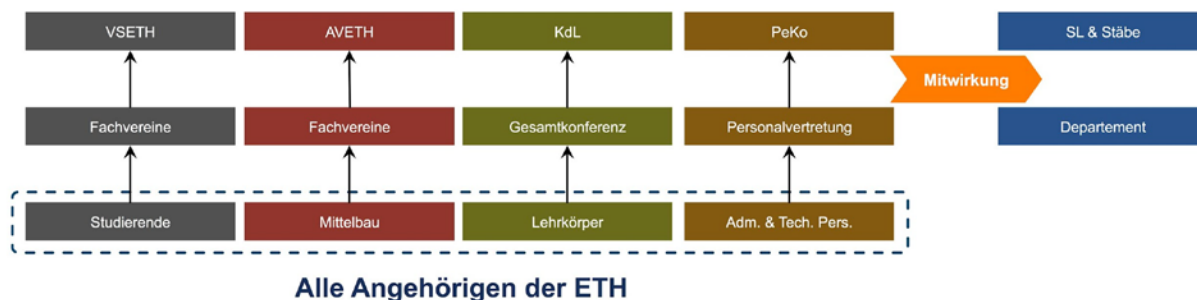 VSETH
AVETH
KdL
PeKo
SL & Stäbe
Mitwirkung
Fachvereine
Fachvereine
Gesamtkonferenz
Personalvertretung
Departement
Studierende
Mittelbau
Lehrkörper
Adm. & Tech. Pers.
Alle Angehörigen der ETH